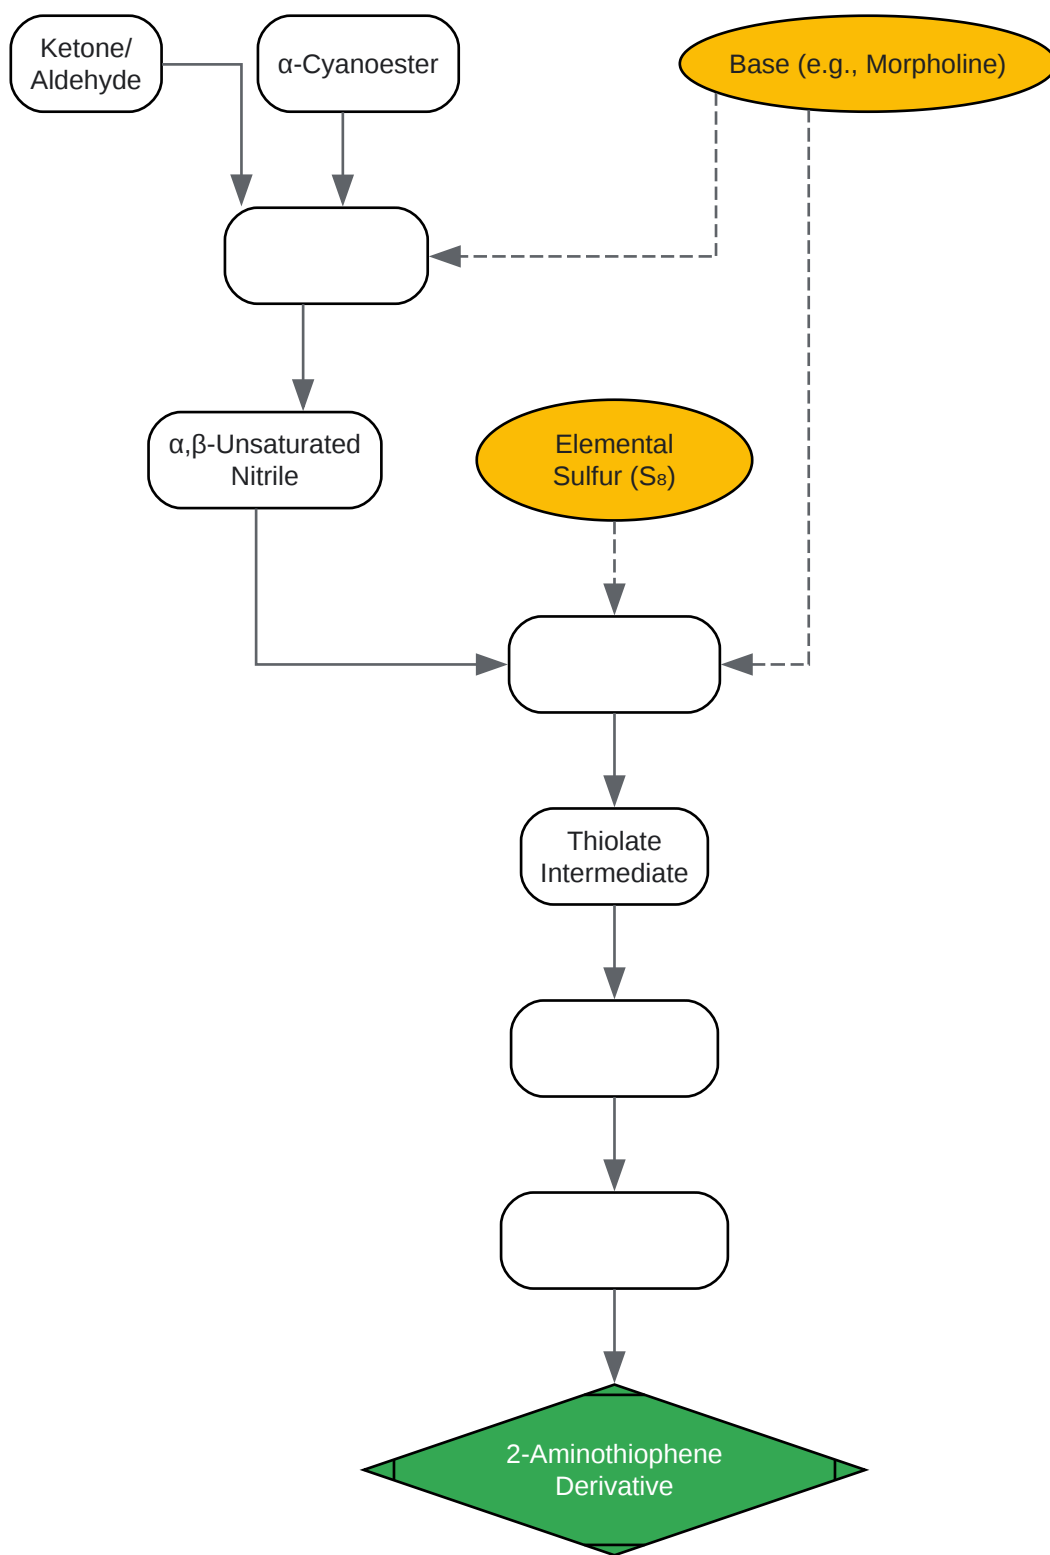 Ketone/
Aldehyde
α-Cyanoester
Base (e.g., Morpholine)
α,β-Unsaturated
Nitrile
Elemental
Sulfur (S₈)
Thiolate
Intermediate
2-Aminothiophene
Derivative